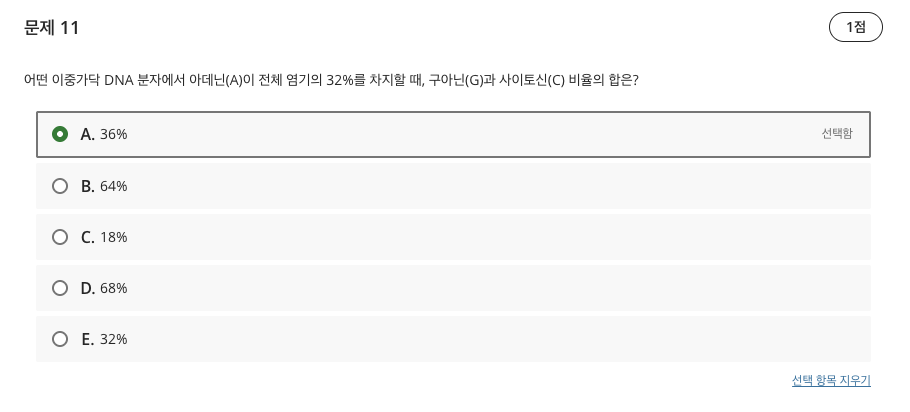 문제 11
1점
어떤 이중가닥 DNA 분자에서 아데닌(A)이 전체 염기의 32%를 차지할 때, 구아닌(G)과 사이토신(C) 비율의 합은?
A. 36%
선택함
B. 64%
C. 18%
D. 68%
E. 32%
선택 항목 지우기